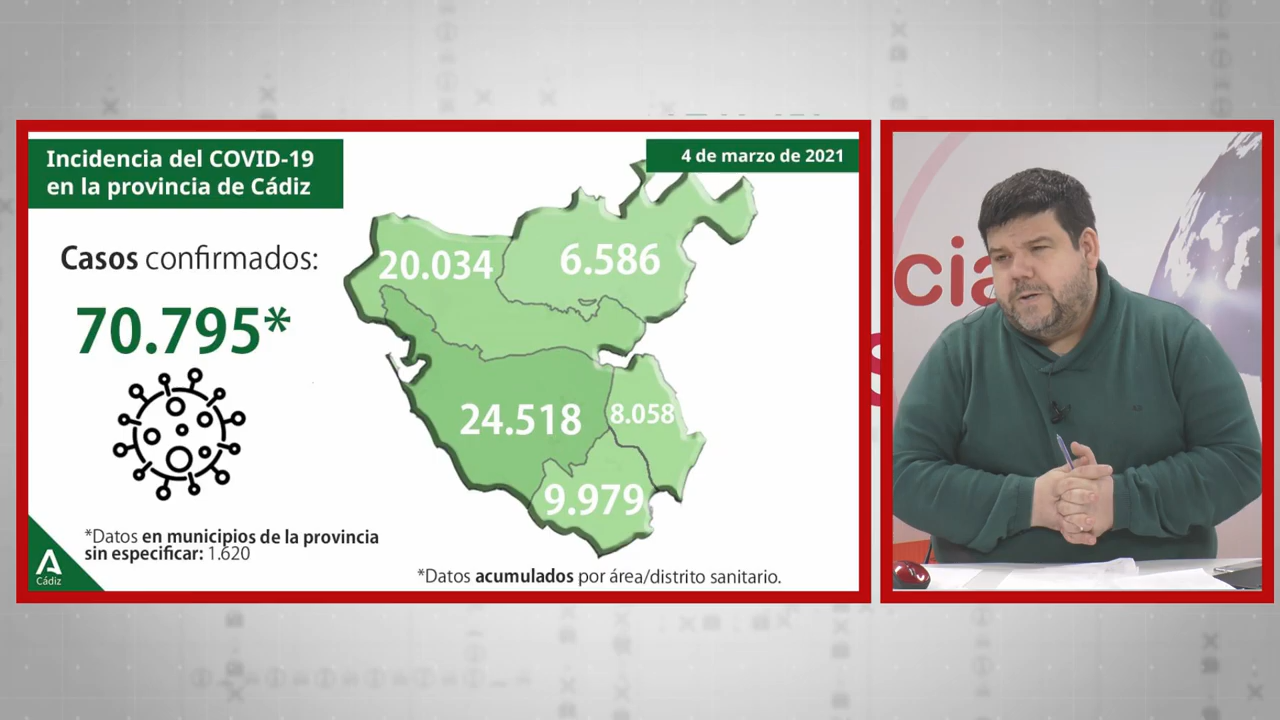 Incidencia del COVID-19
en la provincia de Cádiz
4 de marzo de 2021
Casos confirmados:
70.795*
20.034
6.586
24.518
8.058
9.979
*Datos en municipios de la provincia
sin especificar: 1.620
*Datos acumulados por área/distrito sanitario.
Cádiz
cia